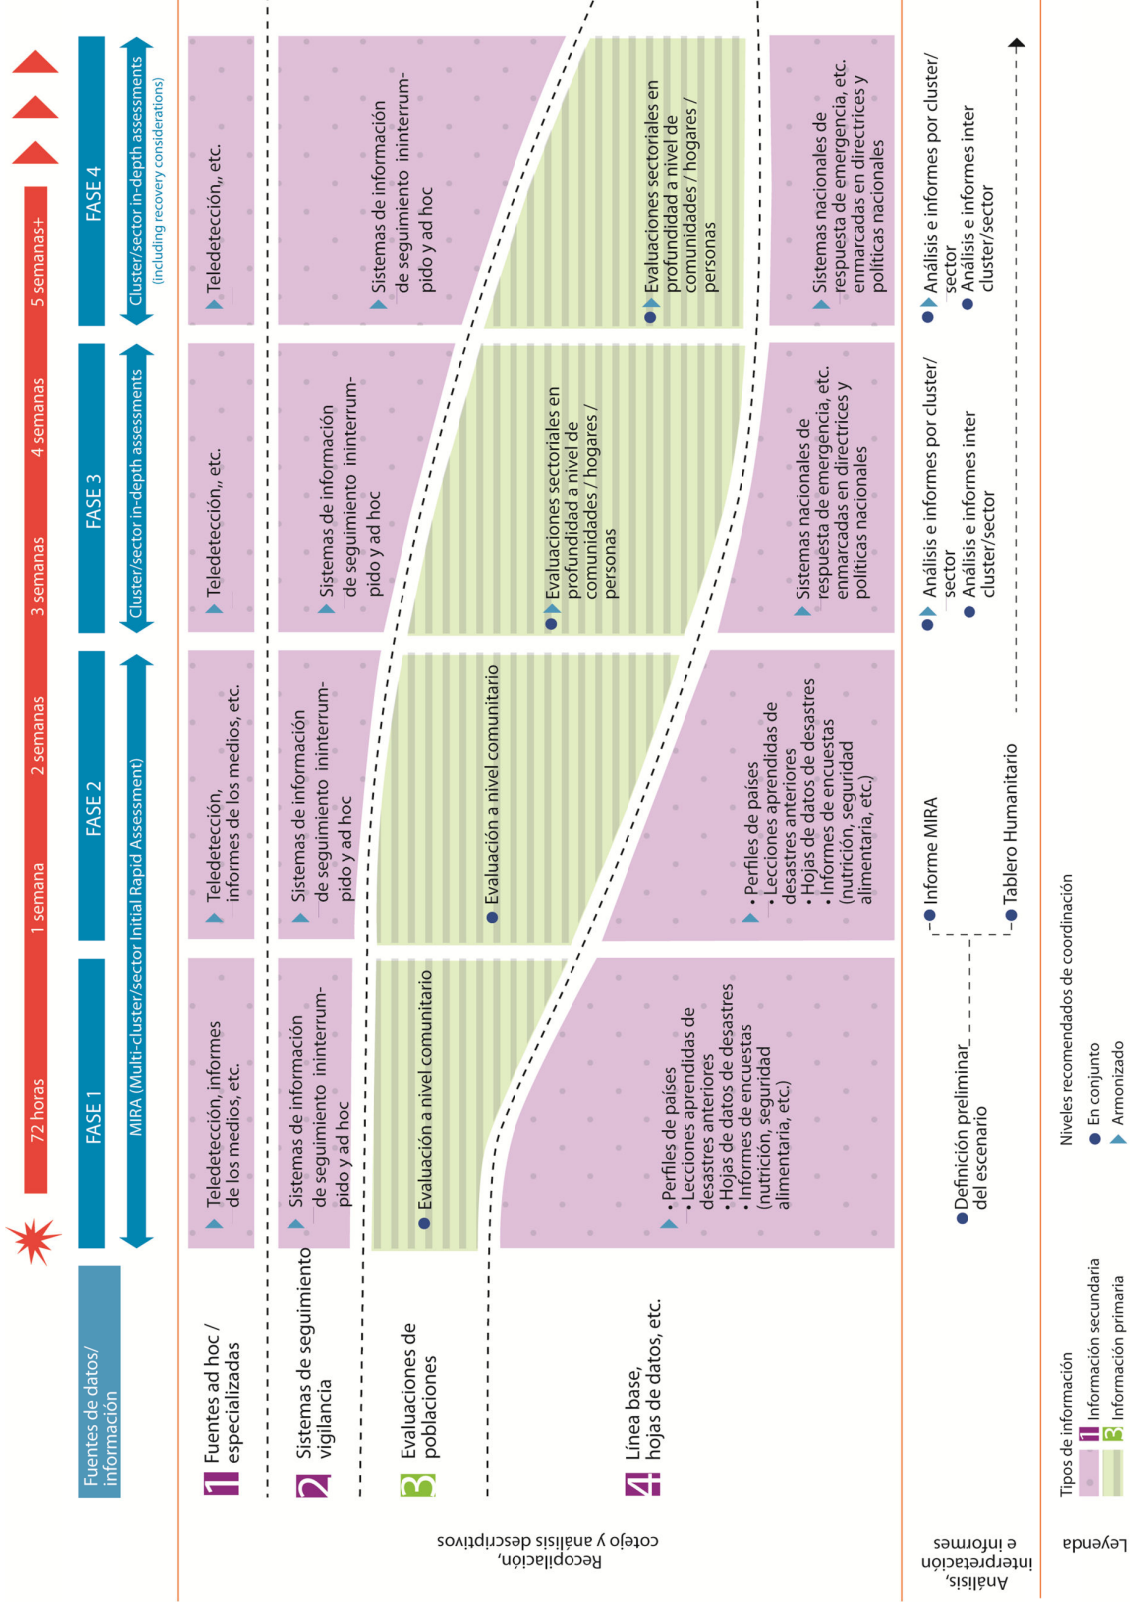 72 horas
1 semana
2 semanas
3 semanas
4 semanas
5 semanas+
Fuentes de datos/
información
FASE 1
FASE 2
FASE 3
FASE 4
MIRA (Multi-cluster/sector Initial Rapid Assessment)
Cluster/sector in-depth assessments
Cluster/sector in-depth assessments
(including recovery considerations)
Recopilación,
cotejo y análisis descriptivos
1 Fuentes ad hoc /
especializadas
Teledetección, informes
de los medios, etc.
Teledetección,
informes de los medios, etc.
Teledetección,, etc.
Teledetección,, etc.
2 Sistemas de seguimiento
vigilancia
Sistemas de información
de seguimiento ininterrum-
pido y ad hoc
Sistemas de información
de seguimiento ininterrum-
pido y ad hoc
Sistemas de información
de seguimiento ininterrum-
pido y ad hoc
Sistemas de información
de seguimiento ininterrum-
pido y ad hoc
3 Evaluaciones de
poblaciones
Evaluación a nivel comunitario
Evaluación a nivel comunitario
Evaluaciones sectoriales en
profundidad a nivel de
comunidades / hogares /
personas
Evaluaciones sectoriales en
profundidad a nivel de
comunidades / hogares /
personas
4 Línea base,
hojas de datos, etc.
• Perfiles de países
• Lecciones aprendidas de
desastres anteriores
• Hojas de datos de desastres
• Informes de encuestas
(nutrición, seguridad
alimentaria, etc.)
• Perfiles de países
• Lecciones aprendidas de
desastres anteriores
• Hojas de datos de desastres
• Informes de encuestas
(nutrición, seguridad
alimentaria, etc.)
Sistemas nacionales de
respuesta de emergencia, etc.
enmarcadas en directrices y
políticas nacionales
Sistemas nacionales de
respuesta de emergencia, etc.
enmarcadas en directrices y
políticas nacionales
Análisis,
interpretación
e informes
Definición preliminar
del escenario
Informe MIRA
Tablero Humanitario
Análisis e informes por cluster/
sector
Análisis e informes inter
cluster/sector
Análisis e informes por cluster/
sector
Análisis e informes inter
cluster/sector
Leyenda
Tipos de información
1 Información secundaria
3 Información primaria
Niveles recomendados de coordinación
En conjunto
Armonizado